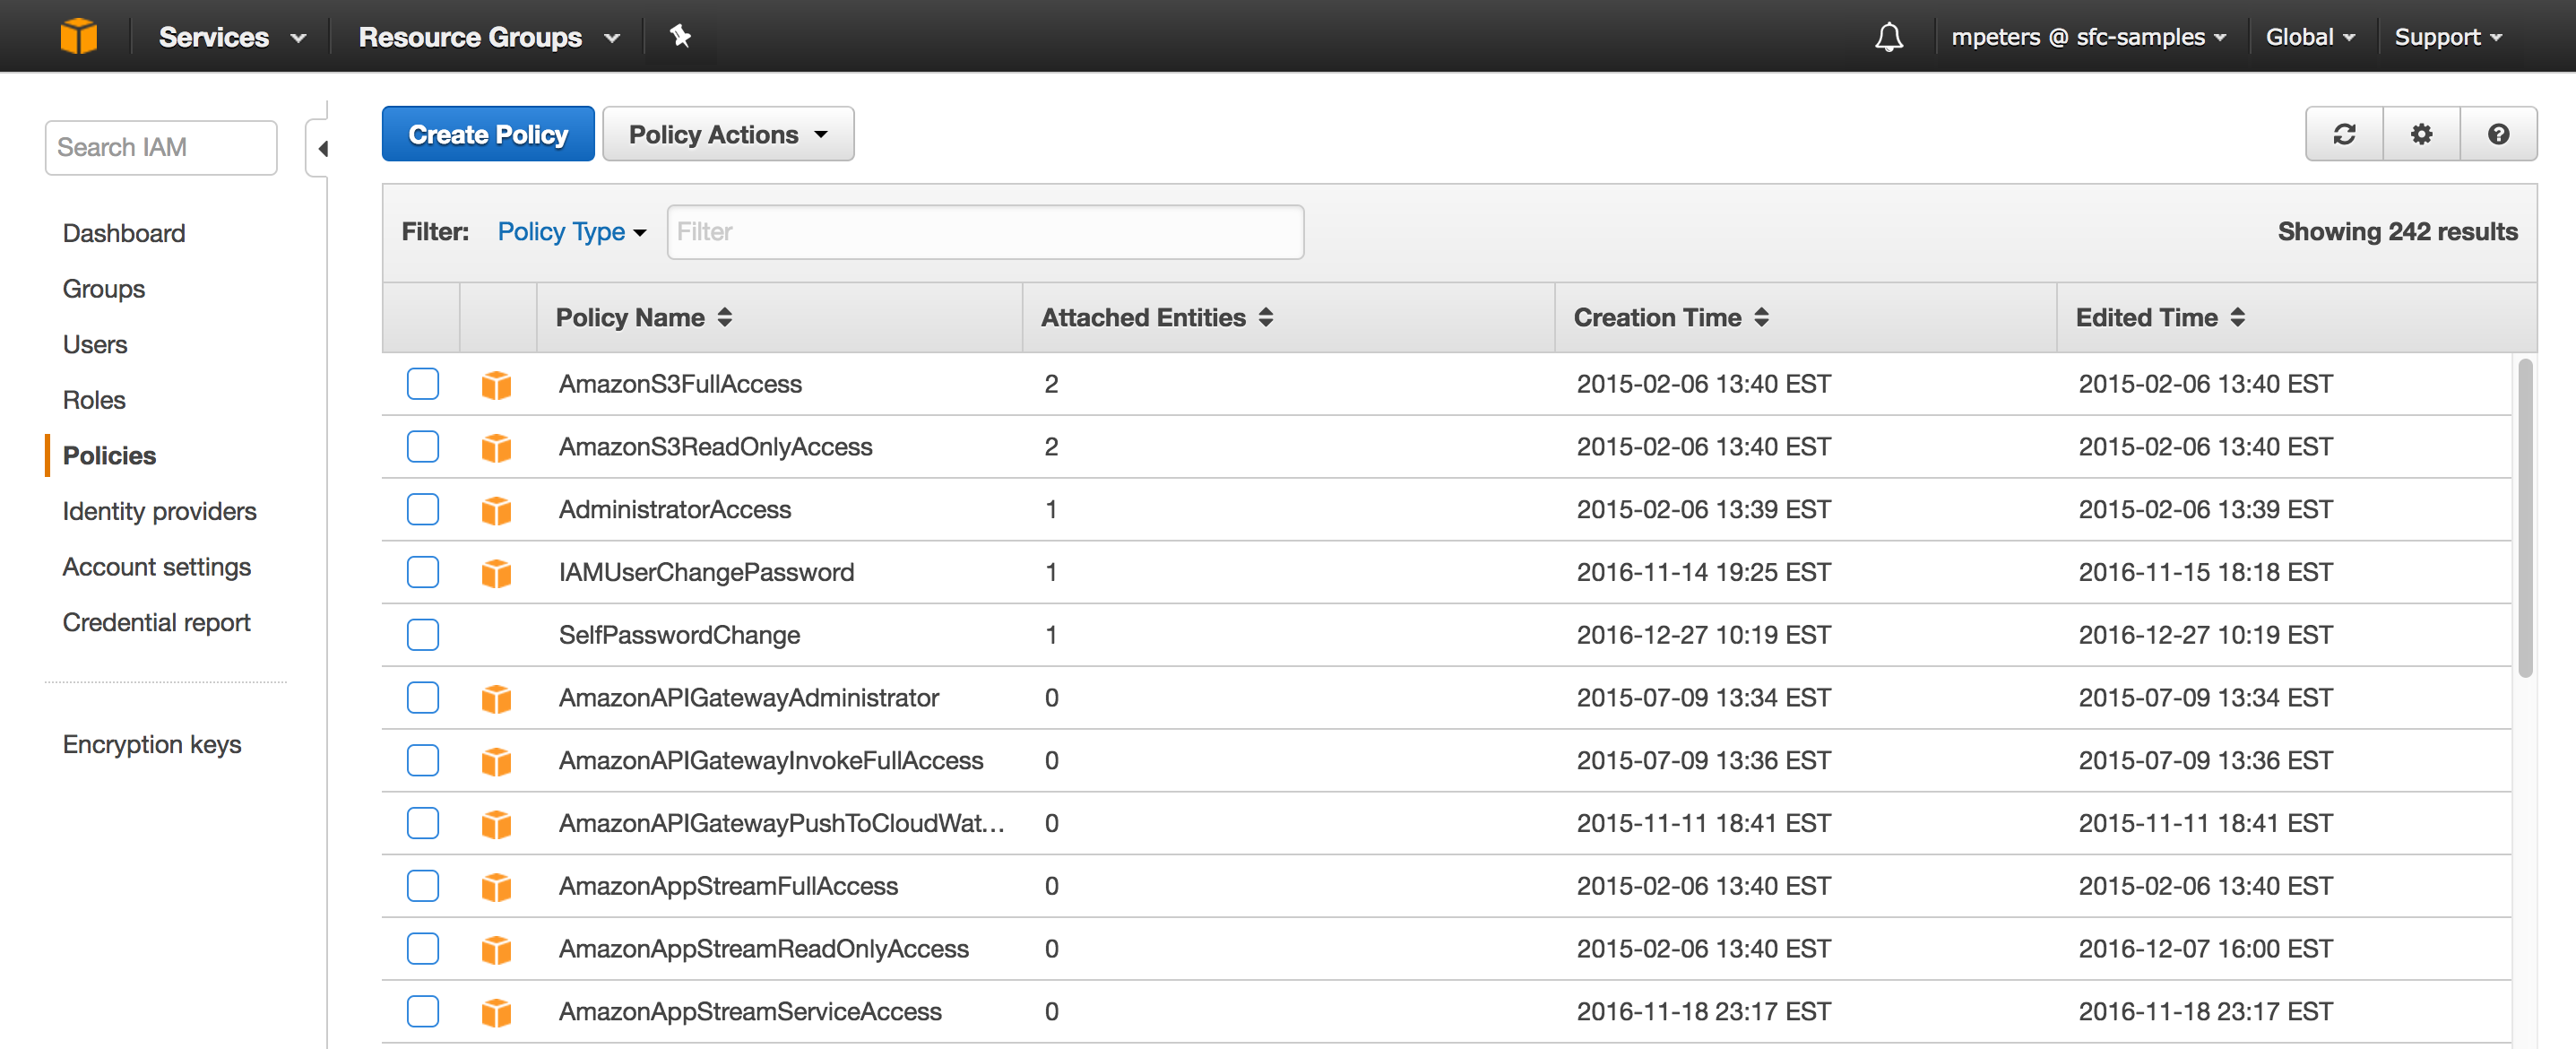 Services Resource Groups mpeters @ sfc-samples Global Support
Search IAM
Dashboard
Groups
Users
Roles
Policies
Identity providers
Account settings
Credential report
Encryption keys
Create Policy Policy Actions
Filter: Policy Type Filter Showing 242 results
Policy Name Attached Entities Creation Time Edited Time
AmazonS3FullAccess 2 2015-02-06 13:40 EST 2015-02-06 13:40 EST
AmazonS3ReadOnlyAccess 2 2015-02-06 13:40 EST 2015-02-06 13:40 EST
AdministratorAccess 1 2015-02-06 13:39 EST 2015-02-06 13:39 EST
IAMUserChangePassword 1 2016-11-14 19:25 EST 2016-11-15 18:18 EST
SelfPasswordChange 1 2016-12-27 10:19 EST 2016-12-27 10:19 EST
AmazonAPIGatewayAdministrator 0 2015-07-09 13:34 EST 2015-07-09 13:34 EST
AmazonAPIGatewayInvokeFullAccess 0 2015-07-09 13:36 EST 2015-07-09 13:36 EST
AmazonAPIGatewayPushToCloudWat... 0 2015-11-11 18:41 EST 2015-11-11 18:41 EST
AmazonAppStreamFullAccess 0 2015-02-06 13:40 EST 2015-02-06 13:40 EST
AmazonAppStreamReadOnlyAccess 0 2015-02-06 13:40 EST 2016-12-07 16:00 EST
AmazonAppStreamServiceAccess 0 2016-11-18 23:17 EST 2016-11-18 23:17 EST